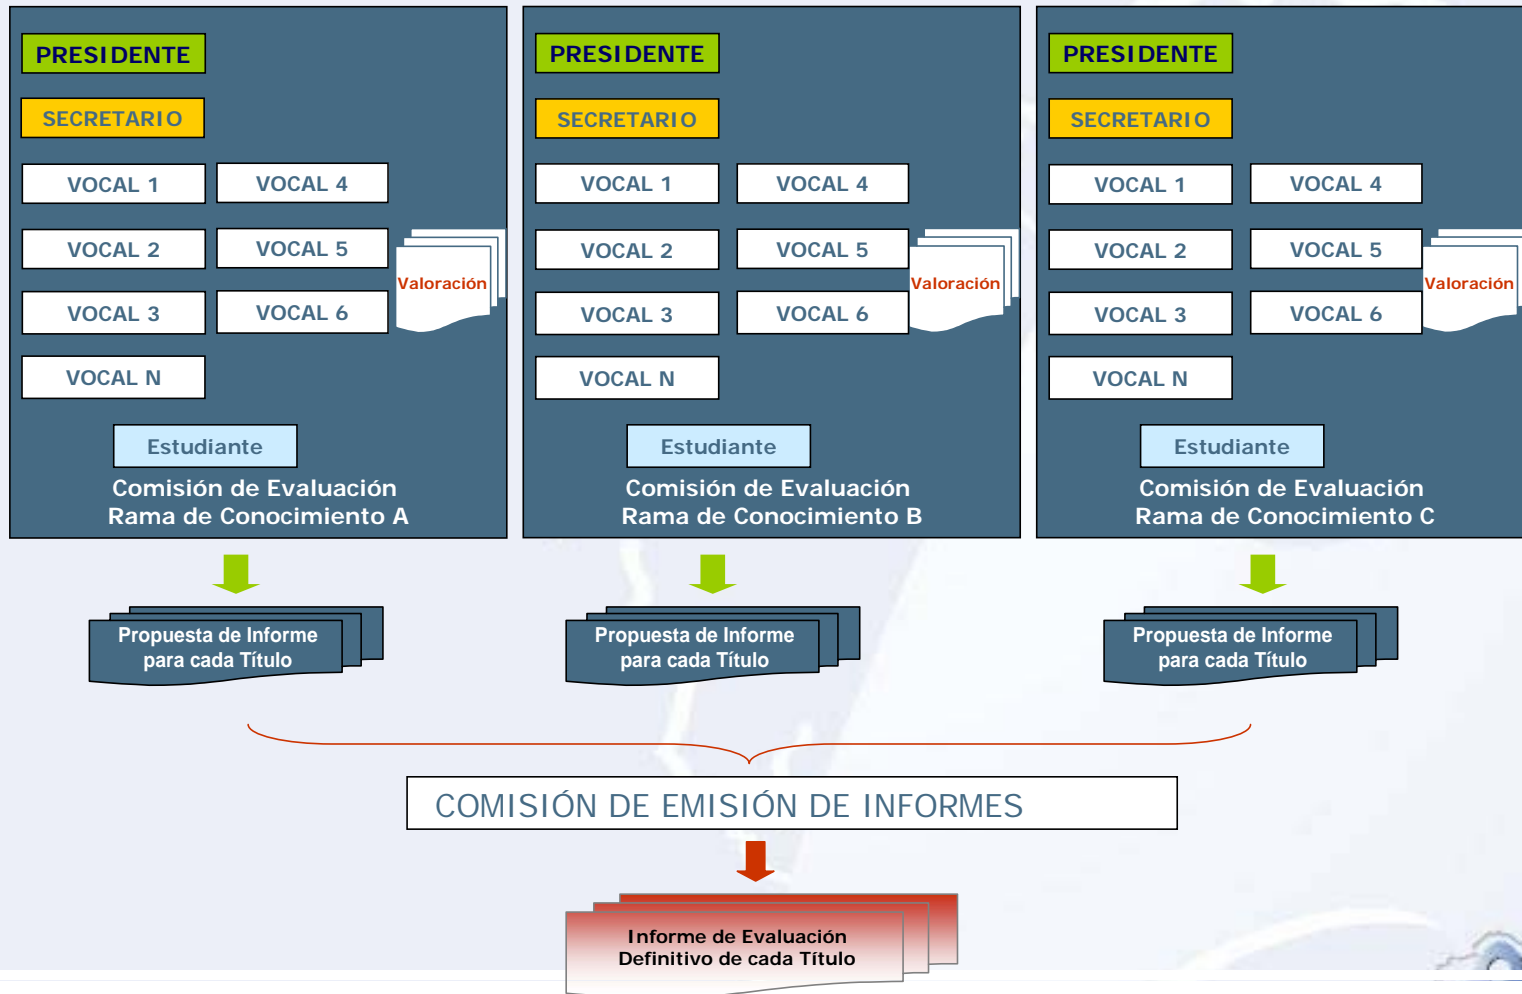 PRESIDENTE
SECRETARIO
VOCAL 1
VOCAL 4
VOCAL 2
VOCAL 5
Valoración
VOCAL 3
VOCAL 6
VOCAL N
Estudiante
Comisión de Evaluación
Rama de Conocimiento A
PRESIDENTE
SECRETARIO
VOCAL 1
VOCAL 4
VOCAL 2
VOCAL 5
Valoración
VOCAL 3
VOCAL 6
VOCAL N
Estudiante
Comisión de Evaluación
Rama de Conocimiento B
PRESIDENTE
SECRETARIO
VOCAL 1
VOCAL 4
VOCAL 2
VOCAL 5
Valoración
VOCAL 3
VOCAL 6
VOCAL N
Estudiante
Comisión de Evaluación
Rama de Conocimiento C
Propuesta de Informe
para cada Título
Propuesta de Informe
para cada Título
Propuesta de Informe
para cada Título
COMISIÓN DE EMISIÓN DE INFORMES
Informe de Evaluación
Definitivo de cada Título